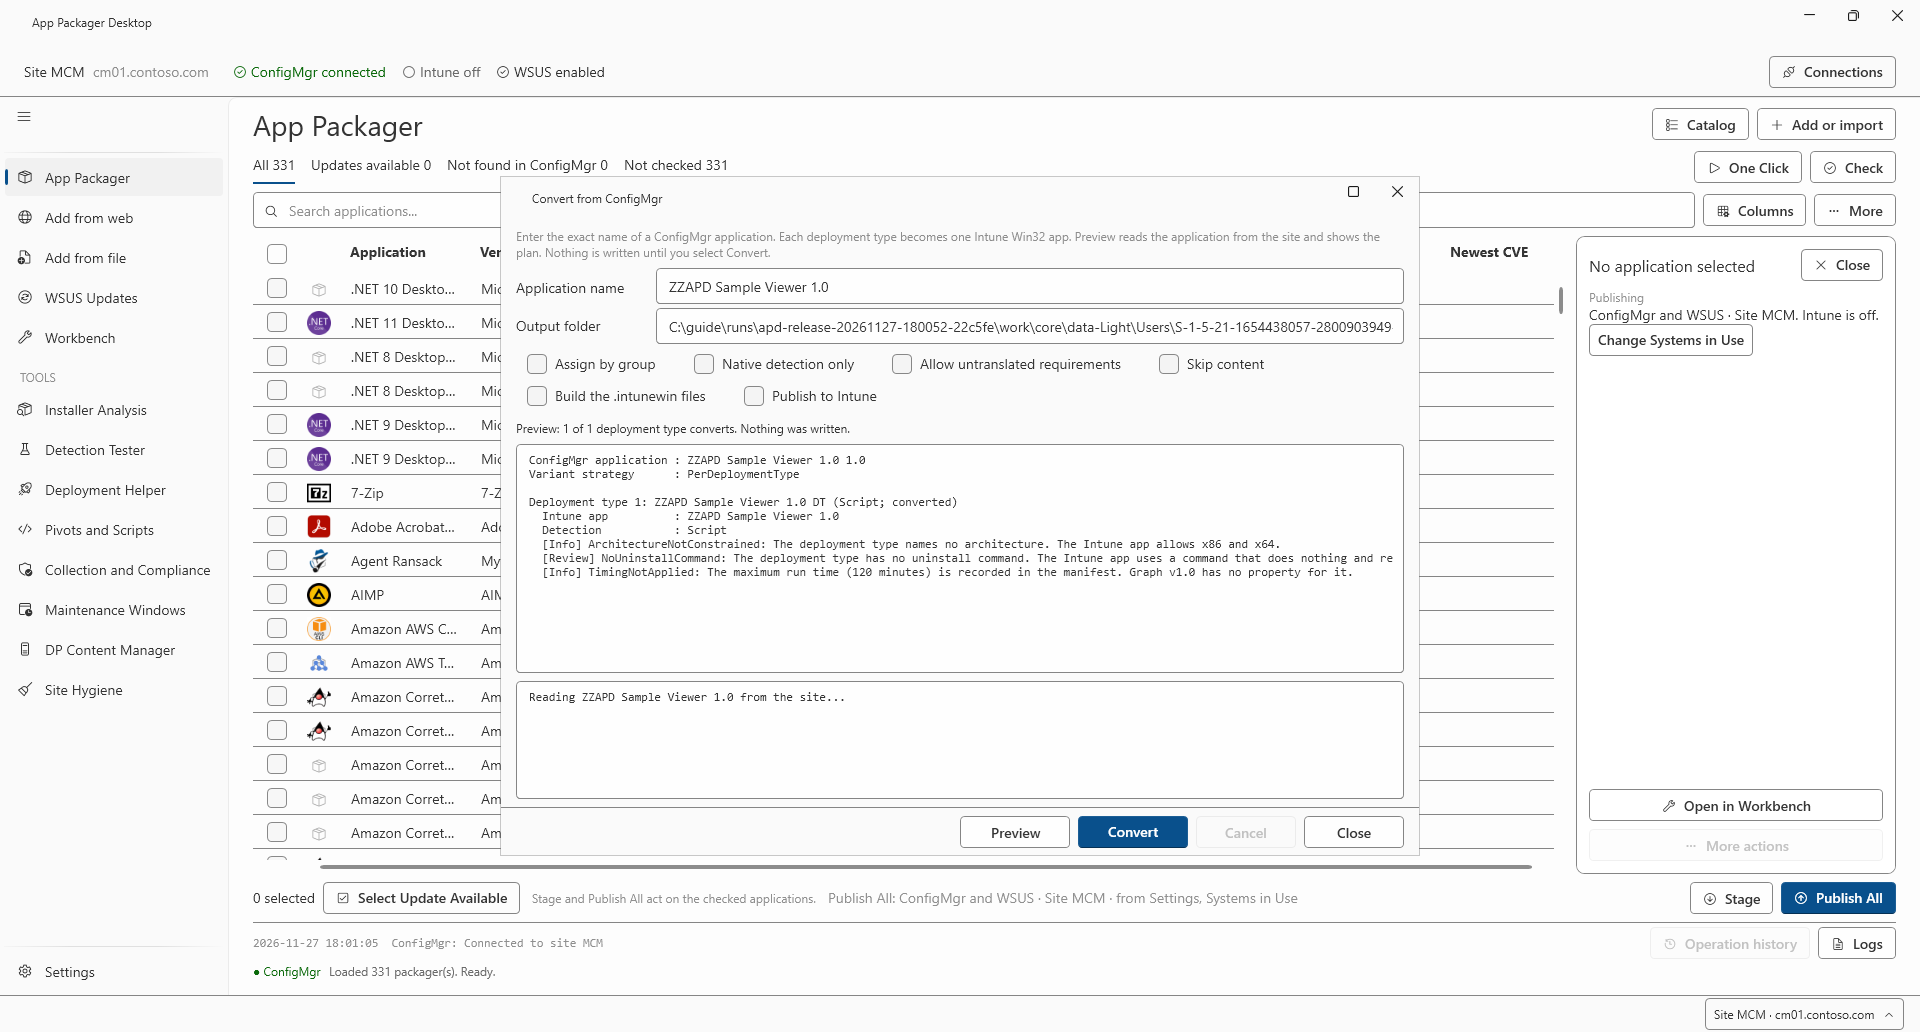 App Packager Desktop
Site MCM cm01.contoso.com ConfigMgr connected Intune off WSUS enabled
Connections
App Packager
Add from web
Add from file
WSUS Updates
Workbench
TOOLS
Installer Analysis
Detection Tester
Deployment Helper
Pivots and Scripts
Collection and Compliance
Maintenance Windows
DP Content Manager
Site Hygiene
Settings
App Packager
Catalog
Add or import
All 331 Updates available 0 Not found in ConfigMgr 0 Not checked 331
One Click
Check
Search applications...
Columns
More
Application Ver Newest CVE
.NET 10 Deskto... Mic
.NET 11 Deskto... Mic
.NET 8 Desktop... Mic
.NET 8 Desktop... Mic
.NET 9 Desktop... Mic
.NET 9 Desktop... Mic
7-Zip 7-Z
Adobe Acrobat... Ado
Agent Ransack My
AIMP AIM
Amazon AWS C... Am
Amazon AWS T... Am
Amazon Corret... Am
Amazon Corret... Am
Amazon Corret... Am
Amazon Corret... Am
Amazon Corret... Am
Convert from ConfigMgr
Enter the exact name of a ConfigMgr application. Each deployment type becomes one Intune Win32 app. Preview reads the application from the site and shows the
plan. Nothing is written until you select Convert.
Application name ZZAPD Sample Viewer 1.0
Output folder C:\guide\runs\apd-release-20261127-180052-22c5fe\work\core\data-Light\Users\S-1-5-21-1654438057-2800903949-
Assign by group Native detection only Allow untranslated requirements Skip content
Build the .intunewin files Publish to Intune
Preview: 1 of 1 deployment type converts. Nothing was written.
ConfigMgr application : ZZAPD Sample Viewer 1.0 1.0
Variant strategy : PerDeploymentType
Deployment type 1: ZZAPD Sample Viewer 1.0 DT (Script; converted)
Intune app : ZZAPD Sample Viewer 1.0
Detection : Script
[Info] ArchitectureNotConstrained: The deployment type names no architecture. The Intune app allows x86 and x64.
[Review] NoUninstallCommand: The deployment type has no uninstall command. The Intune app uses a command that does nothing and re
[Info] TimingNotApplied: The maximum run time (120 minutes) is recorded in the manifest. Graph v1.0 has no property for it.
Reading ZZAPD Sample Viewer 1.0 from the site...
Preview Convert Cancel Close
No application selected
Close
Publishing
ConfigMgr and WSUS · Site MCM. Intune is off.
Change Systems in Use
Open in Workbench
More actions
0 selected Select Update Available Stage and Publish All act on the checked applications. Publish All: ConfigMgr and WSUS · Site MCM · from Settings, Systems in Use
Stage
Publish All
2026-11-27 18:01:05 ConfigMgr: Connected to site MCM
Operation history
Logs
ConfigMgr Loaded 331 packager(s). Ready.
Site MCM · cm01.contoso.com